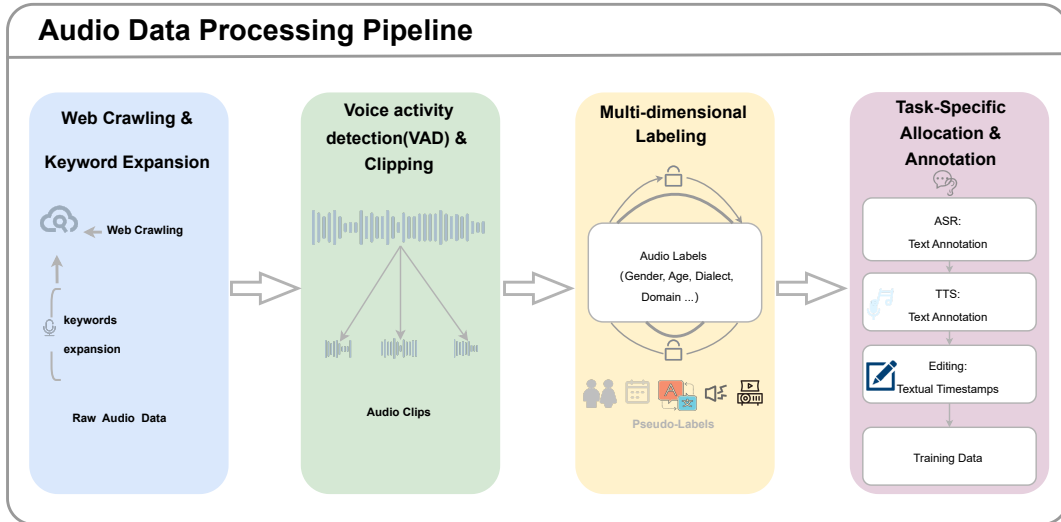 Audio Data Processing Pipeline
Web Crawling &
Keyword Expansion
Web Crawling
keywords
expansion
Raw Audio Data
Voice activity
detection(VAD) &
Clipping
Audio Clips
Multi-dimensional
Labeling
Audio Labels
(Gender, Age, Dialect,
Domain ...)
A
Pseudo-Labels
Task-Specific
Allocation &
Annotation
ASR:
Text Annotation
TTS:
Text Annotation
Editing:
Textual Timestamps
Training Data